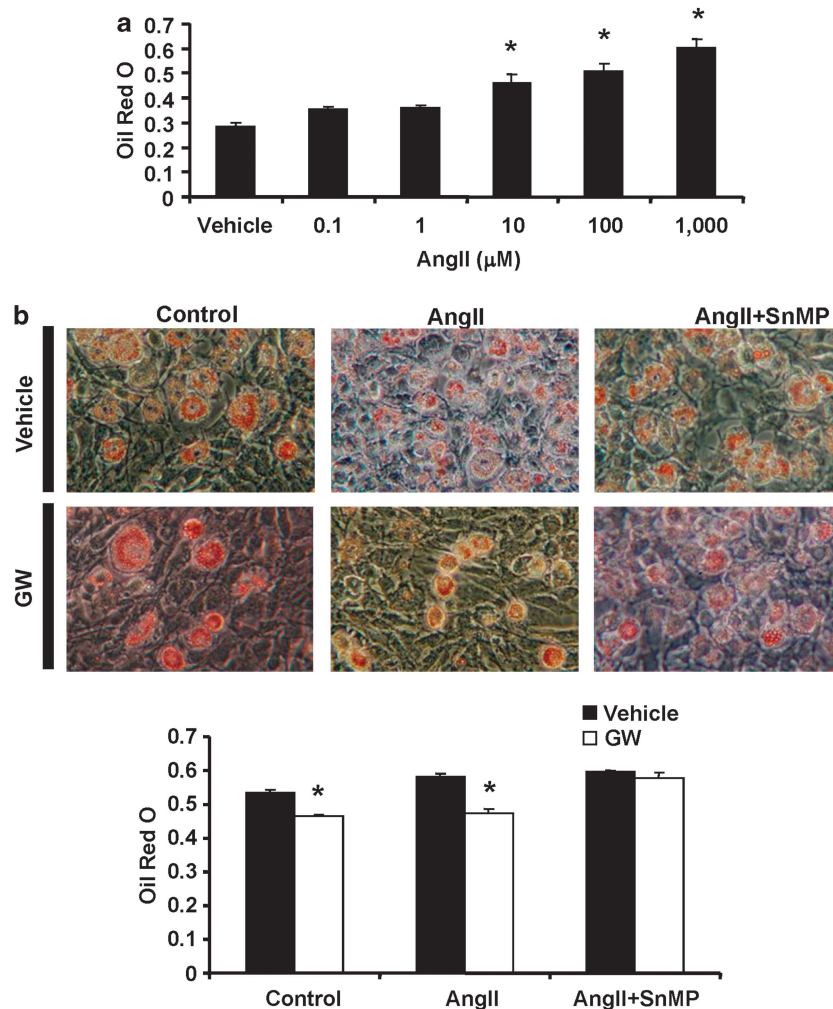 a
0.7
0.6
0.5
0.4
0.3
0.2
0.1
0
Oil Red O
* * *
Vehicle 0.1 1 10 100 1,000
AngII (μM)
b
Control AngII AngII+SnMP
Vehicle
GW
Vehicle
GW
0.7
0.6
0.5
0.4
0.3
0.2
0.1
0
Oil Red O
* *
Control AngII AngII+SnMP